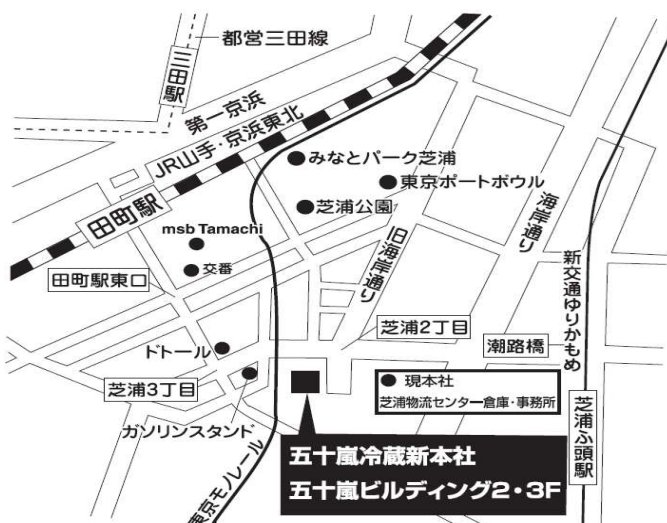 都営三田線
三田駅
第一京浜
JR山手・京浜東北
みなとパーク芝浦
東京ポートボウル
芝浦公園
田町駅
msb Tamachi
交番
田町駅東口
旧海岸通り
海岸通り
新交通ゆりかもめ
芝浦2丁目
潮路橋
ドトール
芝浦3丁目
現本社
芝浦物流センター倉庫・事務所
ガソリンスタンド
芝浦ふ頭駅
五十嵐冷蔵新本社
五十嵐ビルディング2・3F
東京モノレール